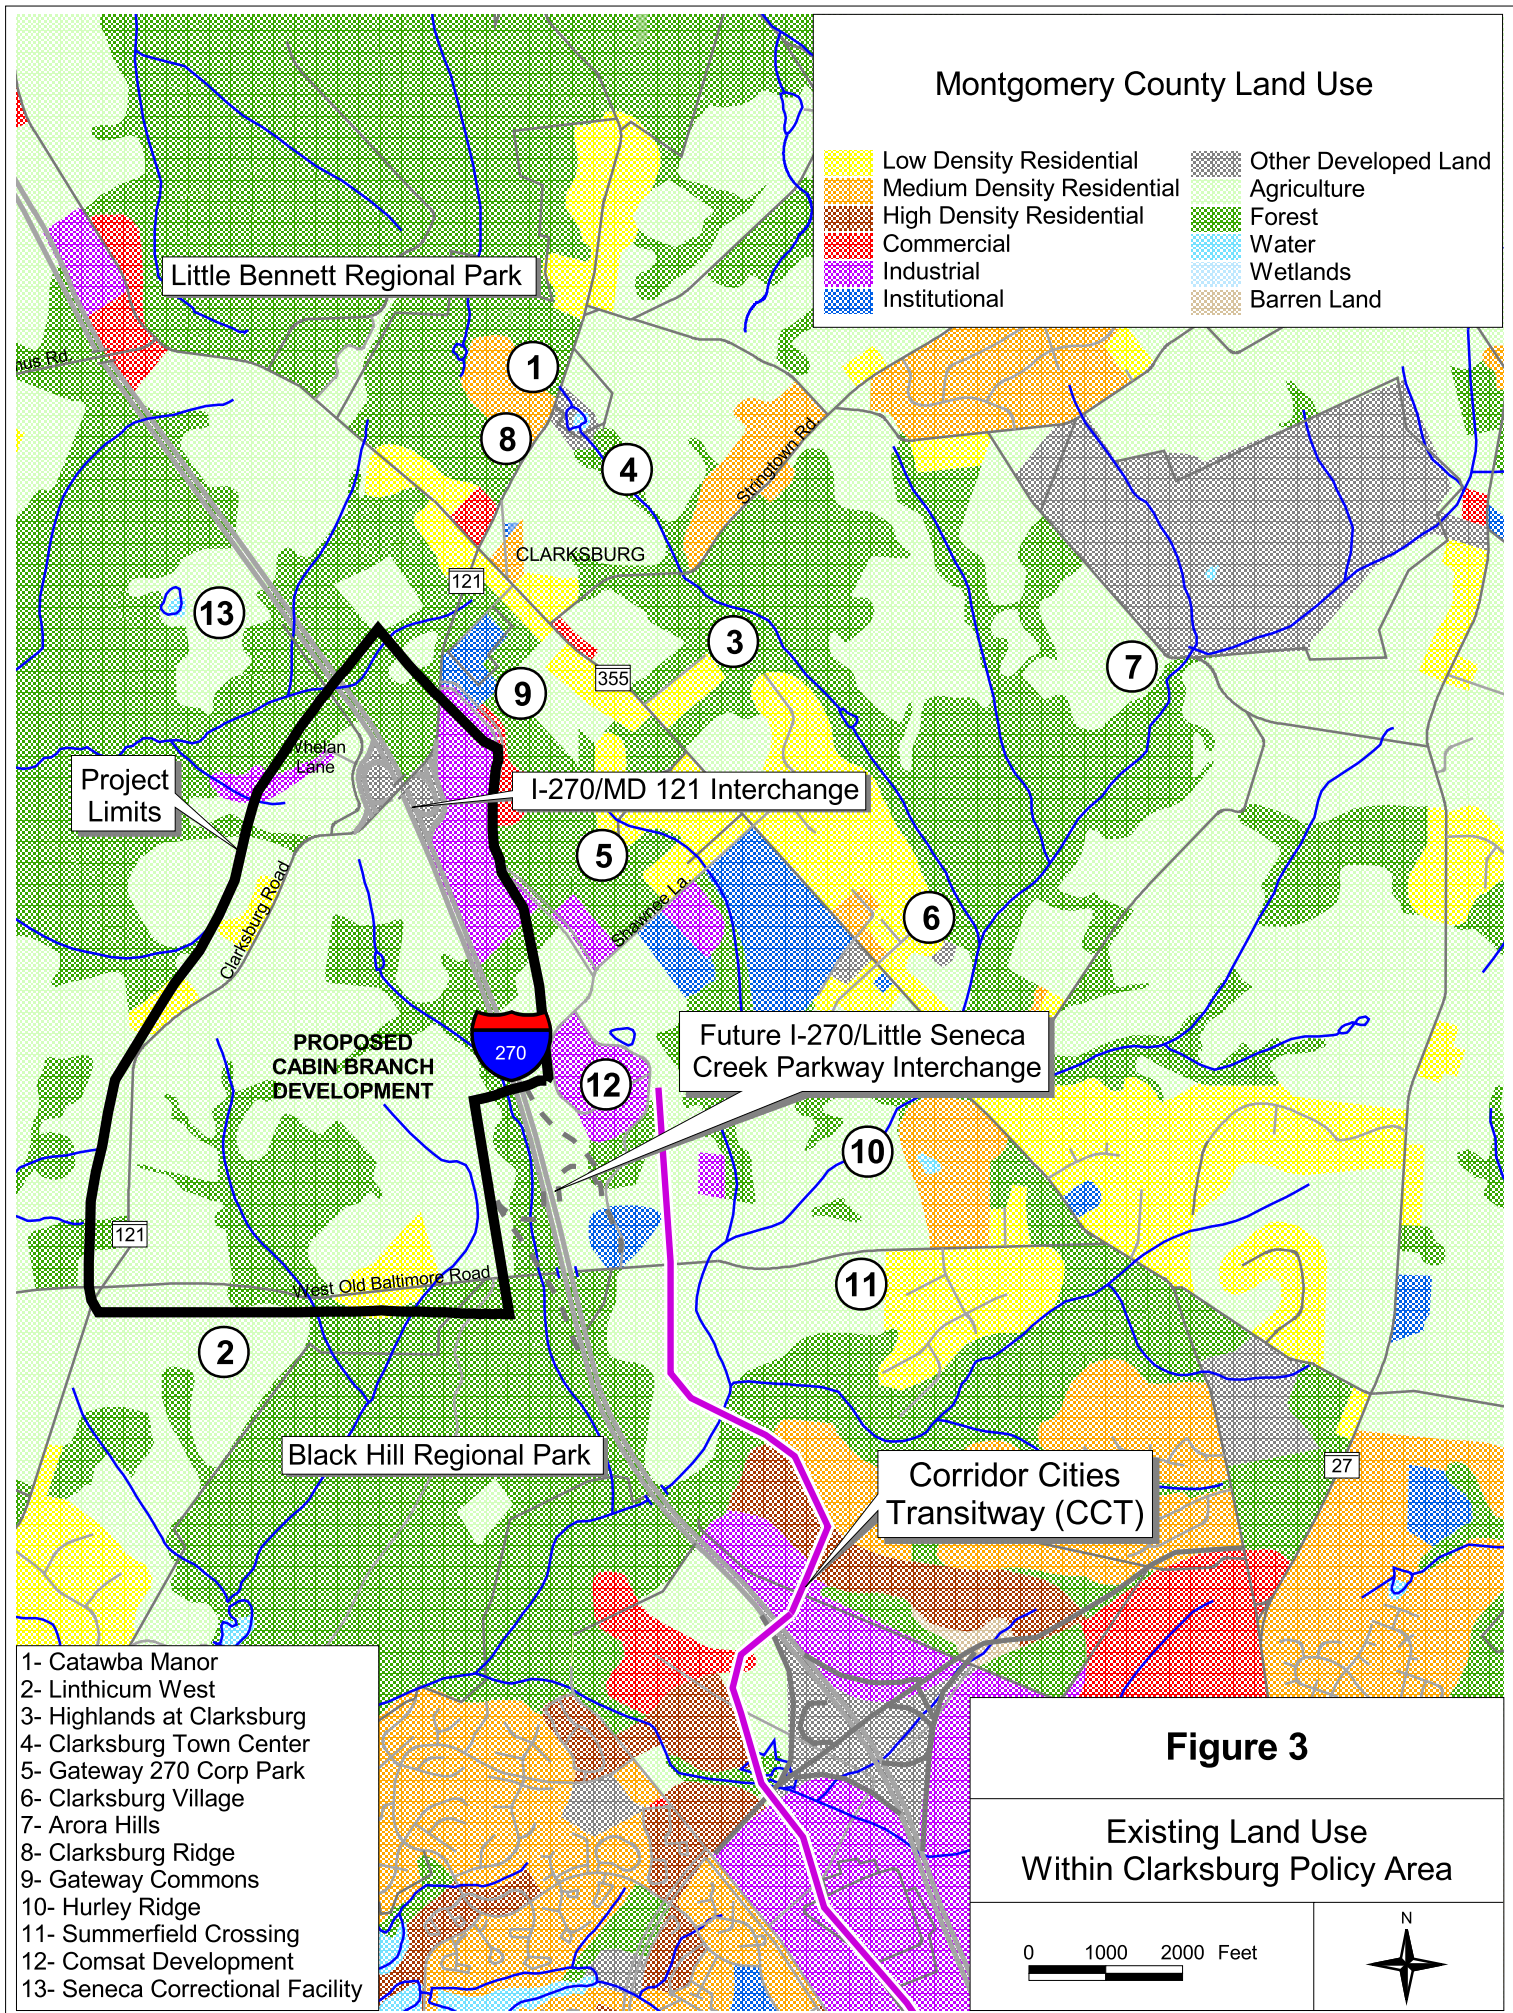 Montgomery County Land Use
Low Density Residential
Medium Density Residential
High Density Residential
Commercial
Industrial
Institutional
Other Developed Land
Agriculture
Forest
Water
Wetlands
Barren Land
Little Bennett Regional Park
Rd.
1
8
4
Stringtown Rd.
CLARKSBURG
121
13
3
355
7
9
Whelan
Lane
Project
Limits
I-270/MD 121 Interchange
5
Shawnee La.
Clarksburg Road
6
270
PROPOSED
CABIN BRANCH
DEVELOPMENT
Future I-270/Little Seneca
Creek Parkway Interchange
12
10
121
West Old Baltimore Road
11
2
Black Hill Regional Park
Corridor Cities
Transitway (CCT)
27
1- Catawba Manor
2- Linthicum West
3- Highlands at Clarksburg
4- Clarksburg Town Center
5- Gateway 270 Corp Park
6- Clarksburg Village
7- Arora Hills
8- Clarksburg Ridge
9- Gateway Commons
10- Hurley Ridge
11- Summerfield Crossing
12- Comsat Development
13- Seneca Correctional Facility
Figure 3
Existing Land Use
Within Clarksburg Policy Area
0 1000 2000 Feet
N